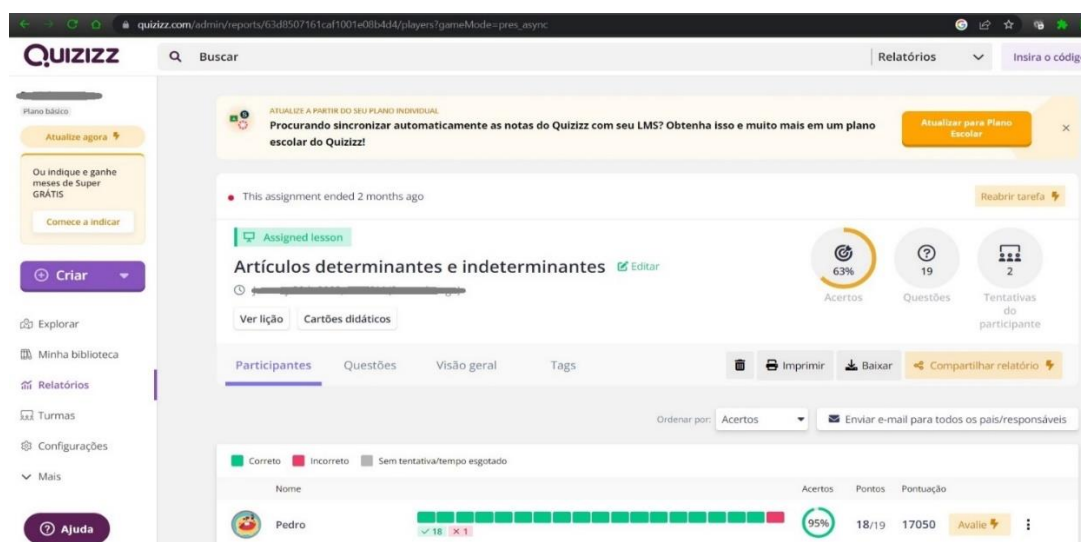 quizizz.com/admin/reports/63d8507161caf1001e08b4d4/players?gameMode=pres_async
QUIZIZZ
Buscar
Relatórios
Insira o códig
Plano básico
Atualize agora
Ou indique e ganhe
meses de Super
GRÁTIS
Comece a indicar
Criar
Explorar
Minha biblioteca
Relatórios
Turmas
Configurações
Mais
Ajuda
ATUALIZE A PARTIR DO SEU PLANO INDIVIDUAL
Procurando sincronizar automaticamente as notas do Quizizz com seu LMS? Obtenha isso e muito mais em um plano
escolar do Quizizz!
Atualizar para Plano
Escolar
This assignment ended 2 months ago
Reabrir tarefa
Assigned lesson
Artículos determinantes e indeterminantes
Editar
Ver lição
Cartões didáticos
63%
Acertos
19
Questões
2
Tentativas
do
participante
Participantes Questões Visão geral Tags
Imprimir
Baixar
Compartilhar relatório
Ordenar por: Acertos
Enviar e-mail para todos os pais/responsáveis
Correto Incorreto Sem tentativa/tempo esgotado
Nome Acertos Pontos Pontuação
Pedro 95% 18/19 17050 Avalie
18 1